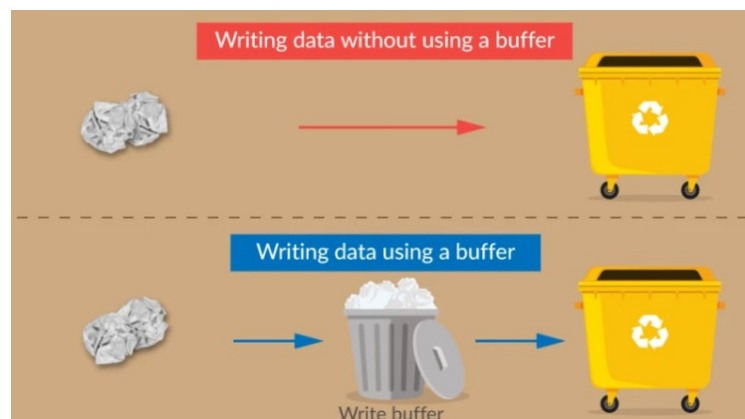 Writing data without using a buffer
Writing data using a buffer
Write buffer